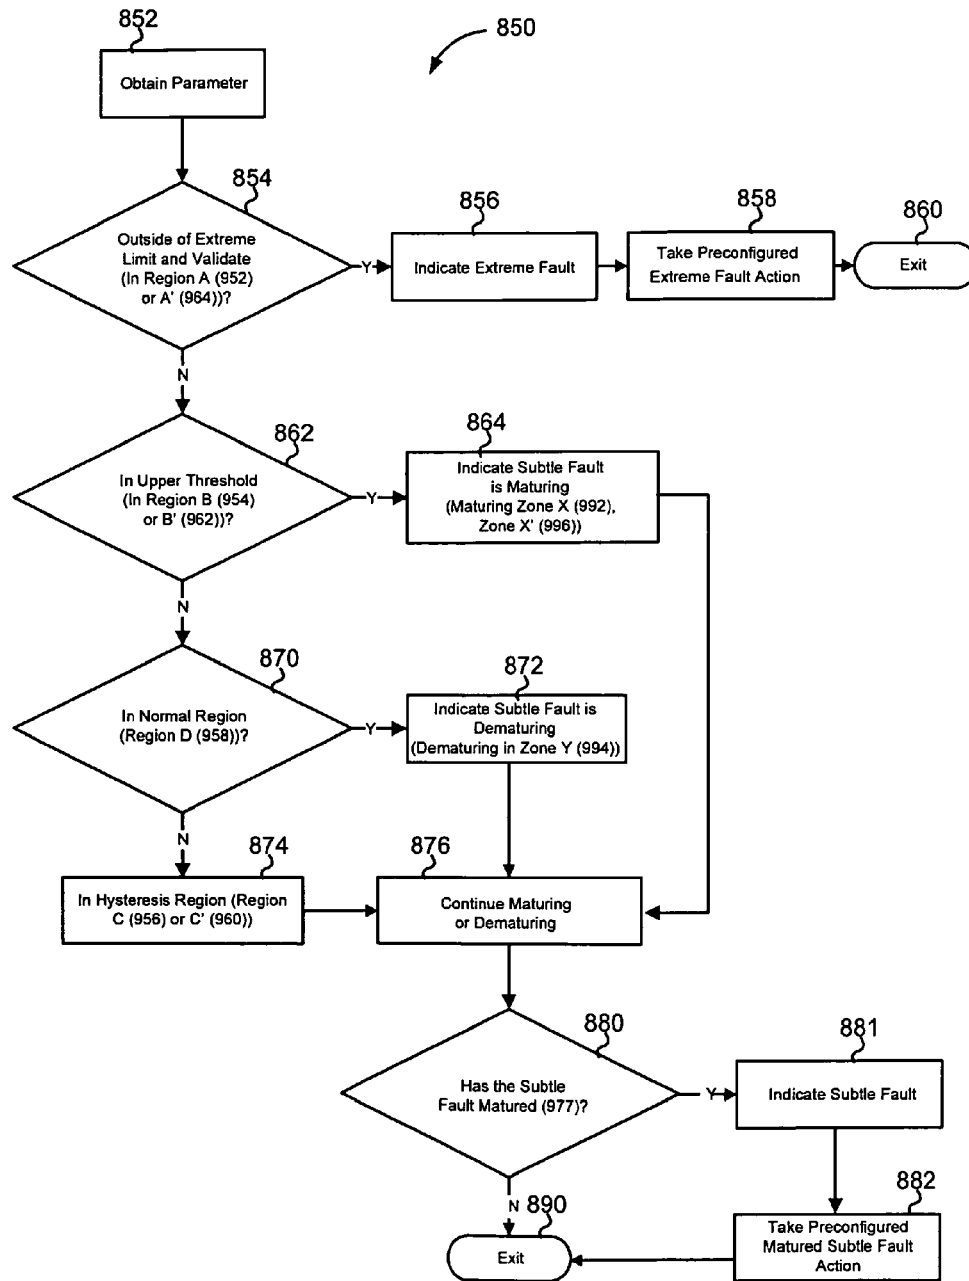 852
850
Obtain Parameter
854
Outside of Extreme
Limit and Validate
(In Region A (952)
or A' (964))?
Y
856
Indicate Extreme Fault
858
Take Preconfigured
Extreme Fault Action
860
Exit
N
862
In Upper Threshold
(In Region B (954)
or B' (962))?
Y
864
Indicate Subtle Fault
is Maturing
(Maturing Zone X (992),
Zone X' (996))
N
870
In Normal Region
(Region D (958))?
Y
872
Indicate Subtle Fault is
Dematuring
(Dematuring in Zone Y (994))
N
874
In Hysteresis Region (Region
C (956) or C' (960))
876
Continue Maturing
or Dematuring
880
Has the Subtle
Fault Matured (977)?
Y
881
Indicate Subtle Fault
882
Take Preconfigured
Matured Subtle Fault
Action
N
890
Exit